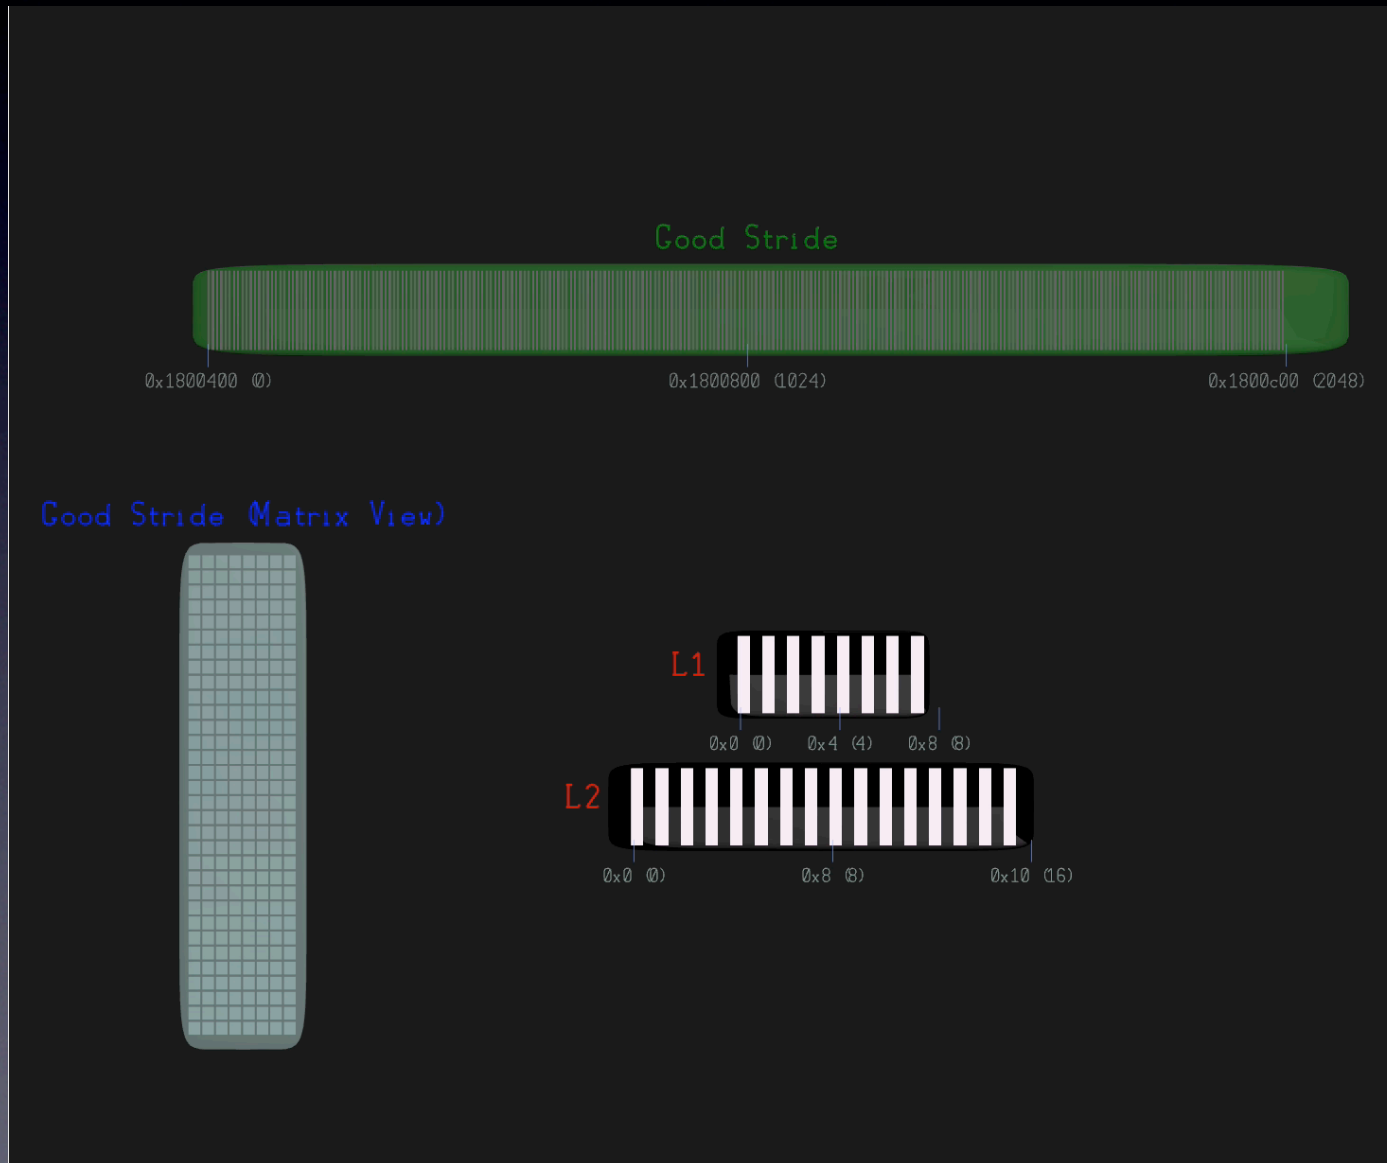 Good Stride
0x1800400 (0) 0x1800800 (1024) 0x1800c00 (2048)
Good Stride (Matrix View)
L1
0x0 (0) 0x4 (4) 0x8 (8)
L2
0x0 (0) 0x8 (8) 0x10 (16)